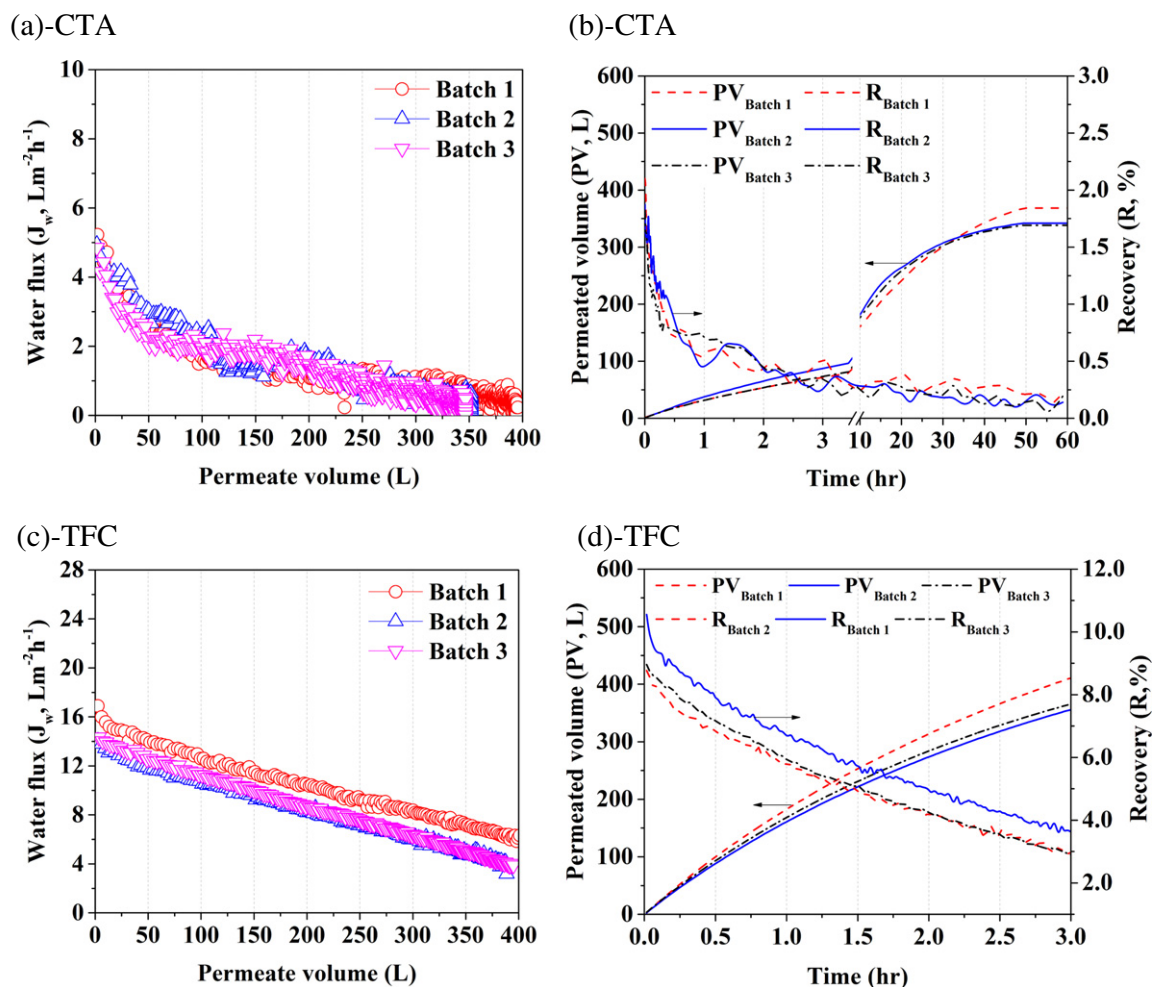 (a)-CTA
10
8
6
4
2
0
Water flux (Jw, Lm-2h-1)
Batch 1
Batch 2
Batch 3
0 50 100 150 200 250 300 350 400
Permeate volume (L)
(b)-CTA
600
500
400
300
200
100
0
Permeated volume (PV, L)
PVBatch 1 RBatch 1
PVBatch 2 RBatch 2
PVBatch 3 RBatch 3
3.0
2.5
2.0
1.5
1.0
0.5
0.0
Recovery (R, %)
0 1 2 3 10 20 30 40 50 60
Time (hr)
(c)-TFC
28
24
20
16
12
8
4
0
Water flux (Jw, Lm-2h-1)
Batch 1
Batch 2
Batch 3
0 50 100 150 200 250 300 350 400
Permeate volume (L)
(d)-TFC
600
500
400
300
200
100
0
Permeated volume (PV, L)
PVBatch 1 PVBatch 2 PVBatch 3
RBatch 2 RBatch 1 RBatch 3
12.0
10.0
8.0
6.0
4.0
2.0
Recovery (R,%)
0.0 0.5 1.0 1.5 2.0 2.5 3.0
Time (hr)